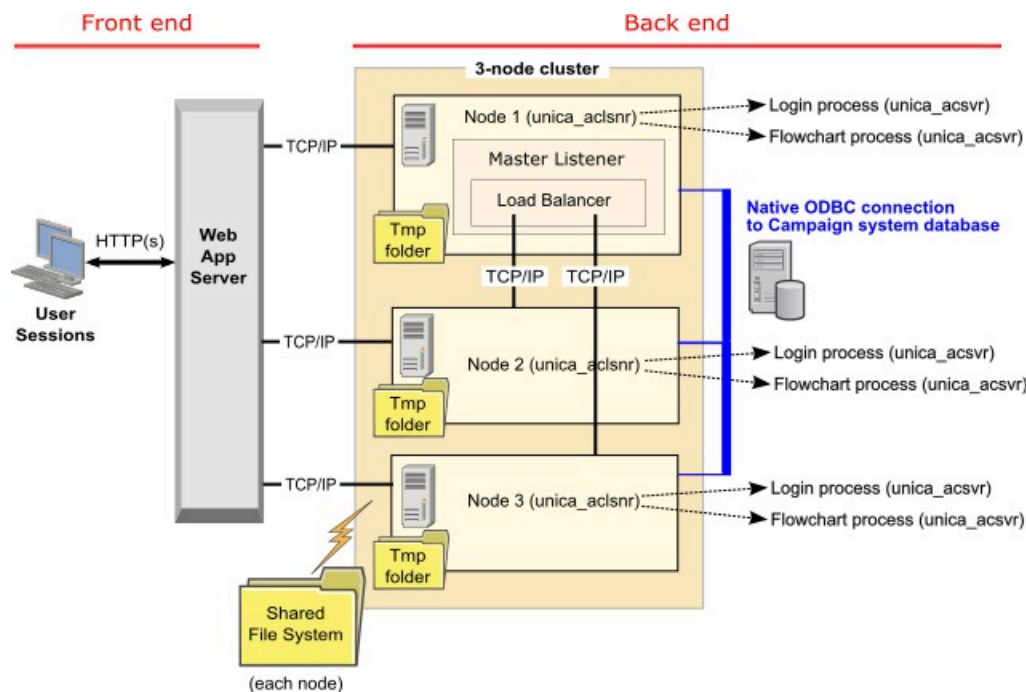 Front end
Back end
3-node cluster
Node 1 (unica_aclsnr)
Login process (unica_acsvr)
Flowchart process (unica_acsvr)
TCP/IP
Master Listener
Load Balancer
Tmp
folder
Native ODBC connection
to Campaign system database
HTTP(s)
Web
App
Server
User
Sessions
TCP/IP
TCP/IP
TCP/IP
Node 2 (unica_aclsnr)
Login process (unica_acsvr)
Flowchart process (unica_acsvr)
Tmp
folder
TCP/IP
Node 3 (unica_aclsnr)
Login process (unica_acsvr)
Flowchart process (unica_acsvr)
Tmp
folder
Shared
File System
(each node)